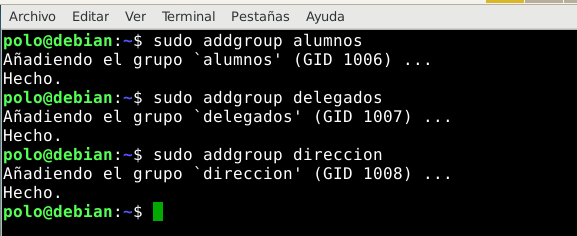 Archivo Editar Ver Terminal Pestañas Ayuda
polo@debian:~$ sudo addgroup alumnos
Añadiendo el grupo `alumnos' (GID 1006) ...
Hecho.
polo@debian:~$ sudo addgroup delegados
Añadiendo el grupo `delegados' (GID 1007) ...
Hecho.
polo@debian:~$ sudo addgroup direccion
Añadiendo el grupo `direccion' (GID 1008) ...
Hecho.
polo@debian:~$